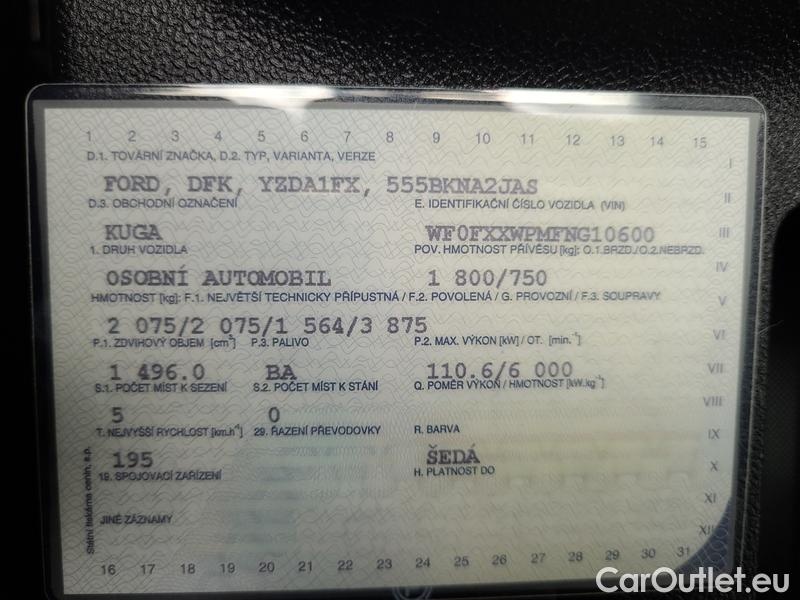 1 2 3 4 5 6 7 8 9 10 11 12 13 14 15
D.1. TOVÁRNÍ ZNAČKA, D.2. TYP, VARIANTA, VERZE
I
FORD, DFK, YZDA1FX, 555BKNA2JAS
II
D.3. OBCHODNÍ OZNAČENÍ E. IDENTIFIKAČNÍ ČÍSLO VOZIDLA (VIN)
KUGA WF0FXXWPMFNG10600
III
1. DRUH VOZIDLA POV. HMOTNOST PŘÍVĚSU [kg]: O.1.BRZD./O.2.NEBRZD.
IV
OSOBNÍ AUTOMOBIL 1 800/750
HMOTNOST [kg]: F.1. NEJVĚTŠÍ TECHNICKY PŘÍPUSTNÁ / F.2. POVOLENÁ / G. PROVOZNÍ / F.3. SOUPRAVY
V
2 075/2 075/1 564/3 875
VI
P.1. ZDVIHOVÝ OBJEM [cm³] P.3. PALIVO P.2. MAX. VÝKON [kW] / OT. [min.⁻¹]
1 496.0 BA 110.6/6 000
VII
S.1. POČET MÍST K SEZENÍ S.2. POČET MÍST K STÁNÍ Q. POMĚR VÝKON / HMOTNOST [kW.kg⁻¹]
VIII
5 0
T. NEJVYŠŠÍ RYCHLOST [km.h⁻¹] 29. ŘAZENÍ PŘEVODOVKY R. BARVA
IX
195 ŠEDÁ
X
19. SPOJOVACÍ ZAŘÍZENÍ H. PLATNOST DO
XI
JINÉ ZÁZNAMY
XII
Státní tiskárna cenin, s.p.
16 17 18 19 20 21 22 23 24 25 26 27 28 29 30 31
CarOutlet.eu